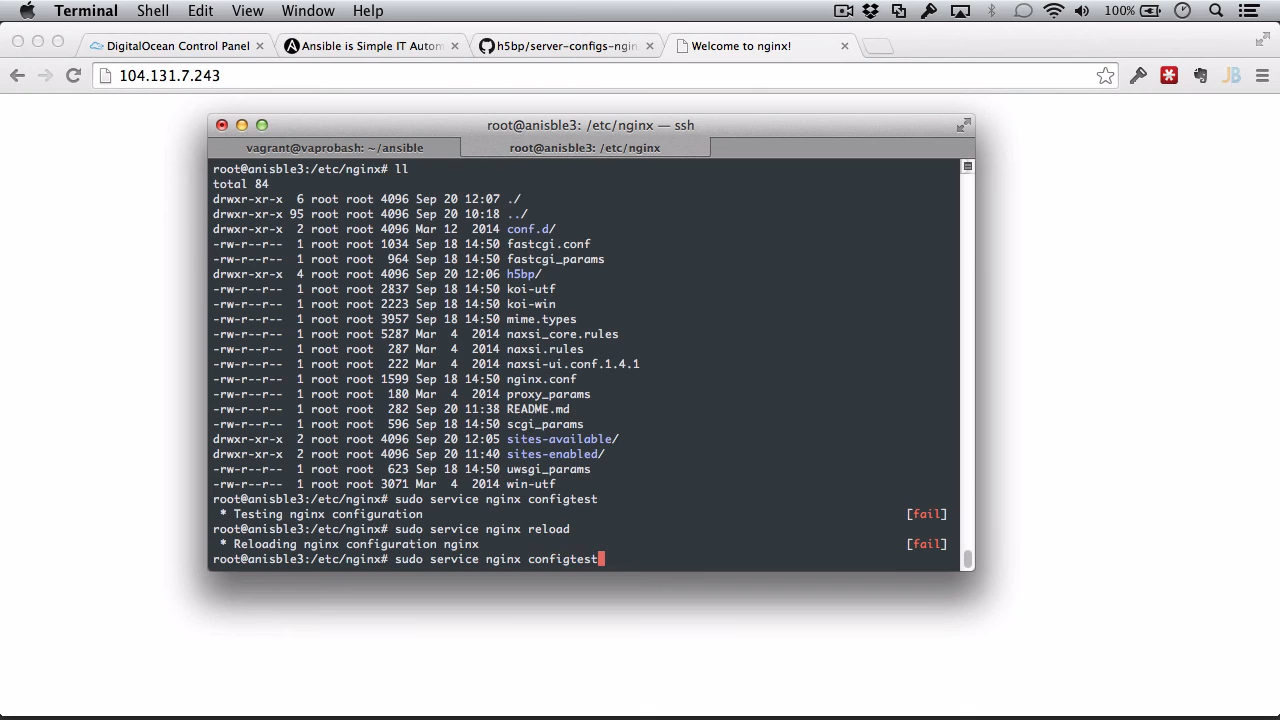 Terminal Shell Edit View Window Help 100%
DigitalOcean Control Panel Ansible is Simple IT Autom h5bp/server-configs-ngin Welcome to nginx!
104.131.7.243 JB
root@anisble3: /etc/nginx — ssh
vagrant@vaprobash: ~/ansible root@anisble3: /etc/nginx
root@anisble3:/etc/nginx# ll
total 84
drwxr-xr-x 6 root root 4096 Sep 20 12:07 ./
drwxr-xr-x 95 root root 4096 Sep 20 10:18 ../
drwxr-xr-x 2 root root 4096 Mar 12 2014 conf.d/
-rw-r--r-- 1 root root 1034 Sep 18 14:50 fastcgi.conf
-rw-r--r-- 1 root root 964 Sep 18 14:50 fastcgi_params
drwxr-xr-x 4 root root 4096 Sep 20 12:06 h5bp/
-rw-r--r-- 1 root root 2837 Sep 18 14:50 koi-utf
-rw-r--r-- 1 root root 2223 Sep 18 14:50 koi-win
-rw-r--r-- 1 root root 3957 Sep 18 14:50 mime.types
-rw-r--r-- 1 root root 5287 Mar 4 2014 naxsi_core.rules
-rw-r--r-- 1 root root 287 Mar 4 2014 naxsi.rules
-rw-r--r-- 1 root root 222 Mar 4 2014 naxsi-ui.conf.1.4.1
-rw-r--r-- 1 root root 1599 Sep 18 14:50 nginx.conf
-rw-r--r-- 1 root root 180 Mar 4 2014 proxy_params
-rw-r--r-- 1 root root 282 Sep 20 11:38 README.md
-rw-r--r-- 1 root root 596 Sep 18 14:50 scgi_params
drwxr-xr-x 2 root root 4096 Sep 20 12:05 sites-available/
drwxr-xr-x 2 root root 4096 Sep 20 11:40 sites-enabled/
-rw-r--r-- 1 root root 623 Sep 18 14:50 uwsgi_params
-rw-r--r-- 1 root root 3071 Mar 4 2014 win-utf
root@anisble3:/etc/nginx# sudo service nginx configtest
* Testing nginx configuration [fail]
root@anisble3:/etc/nginx# sudo service nginx reload
* Reloading nginx configuration nginx [fail]
root@anisble3:/etc/nginx# sudo service nginx configtest